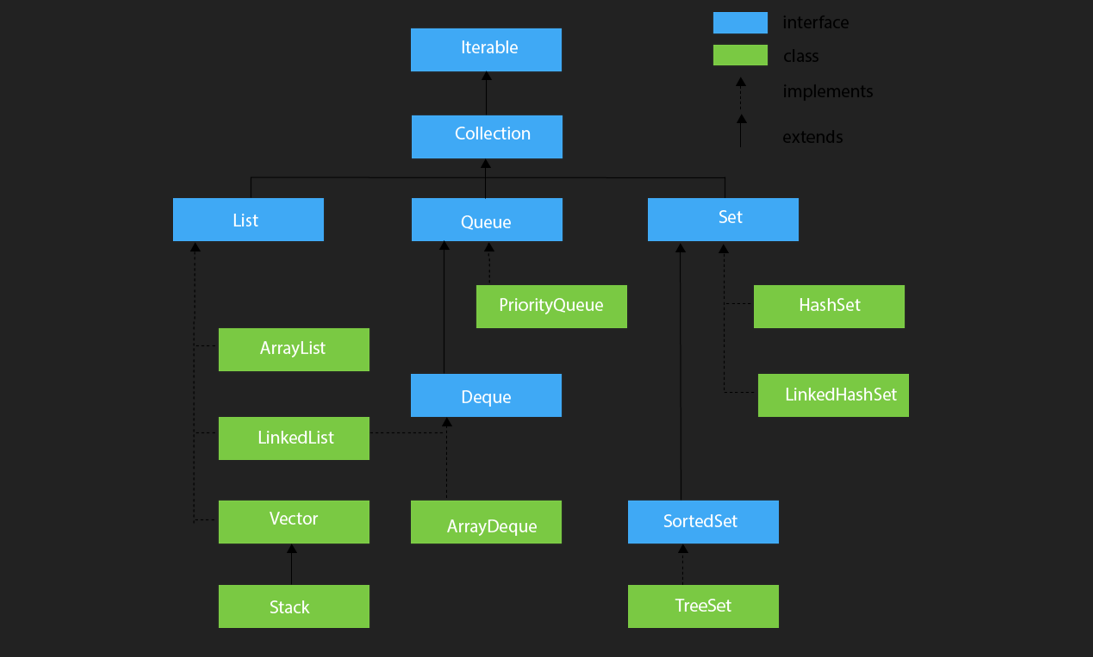 interface
Iterable
class
implements
Collection
extends
List
Queue
Set
PriorityQueue
HashSet
ArrayList
Deque
LinkedHashSet
LinkedList
Vector
ArrayDeque
SortedSet
Stack
TreeSet